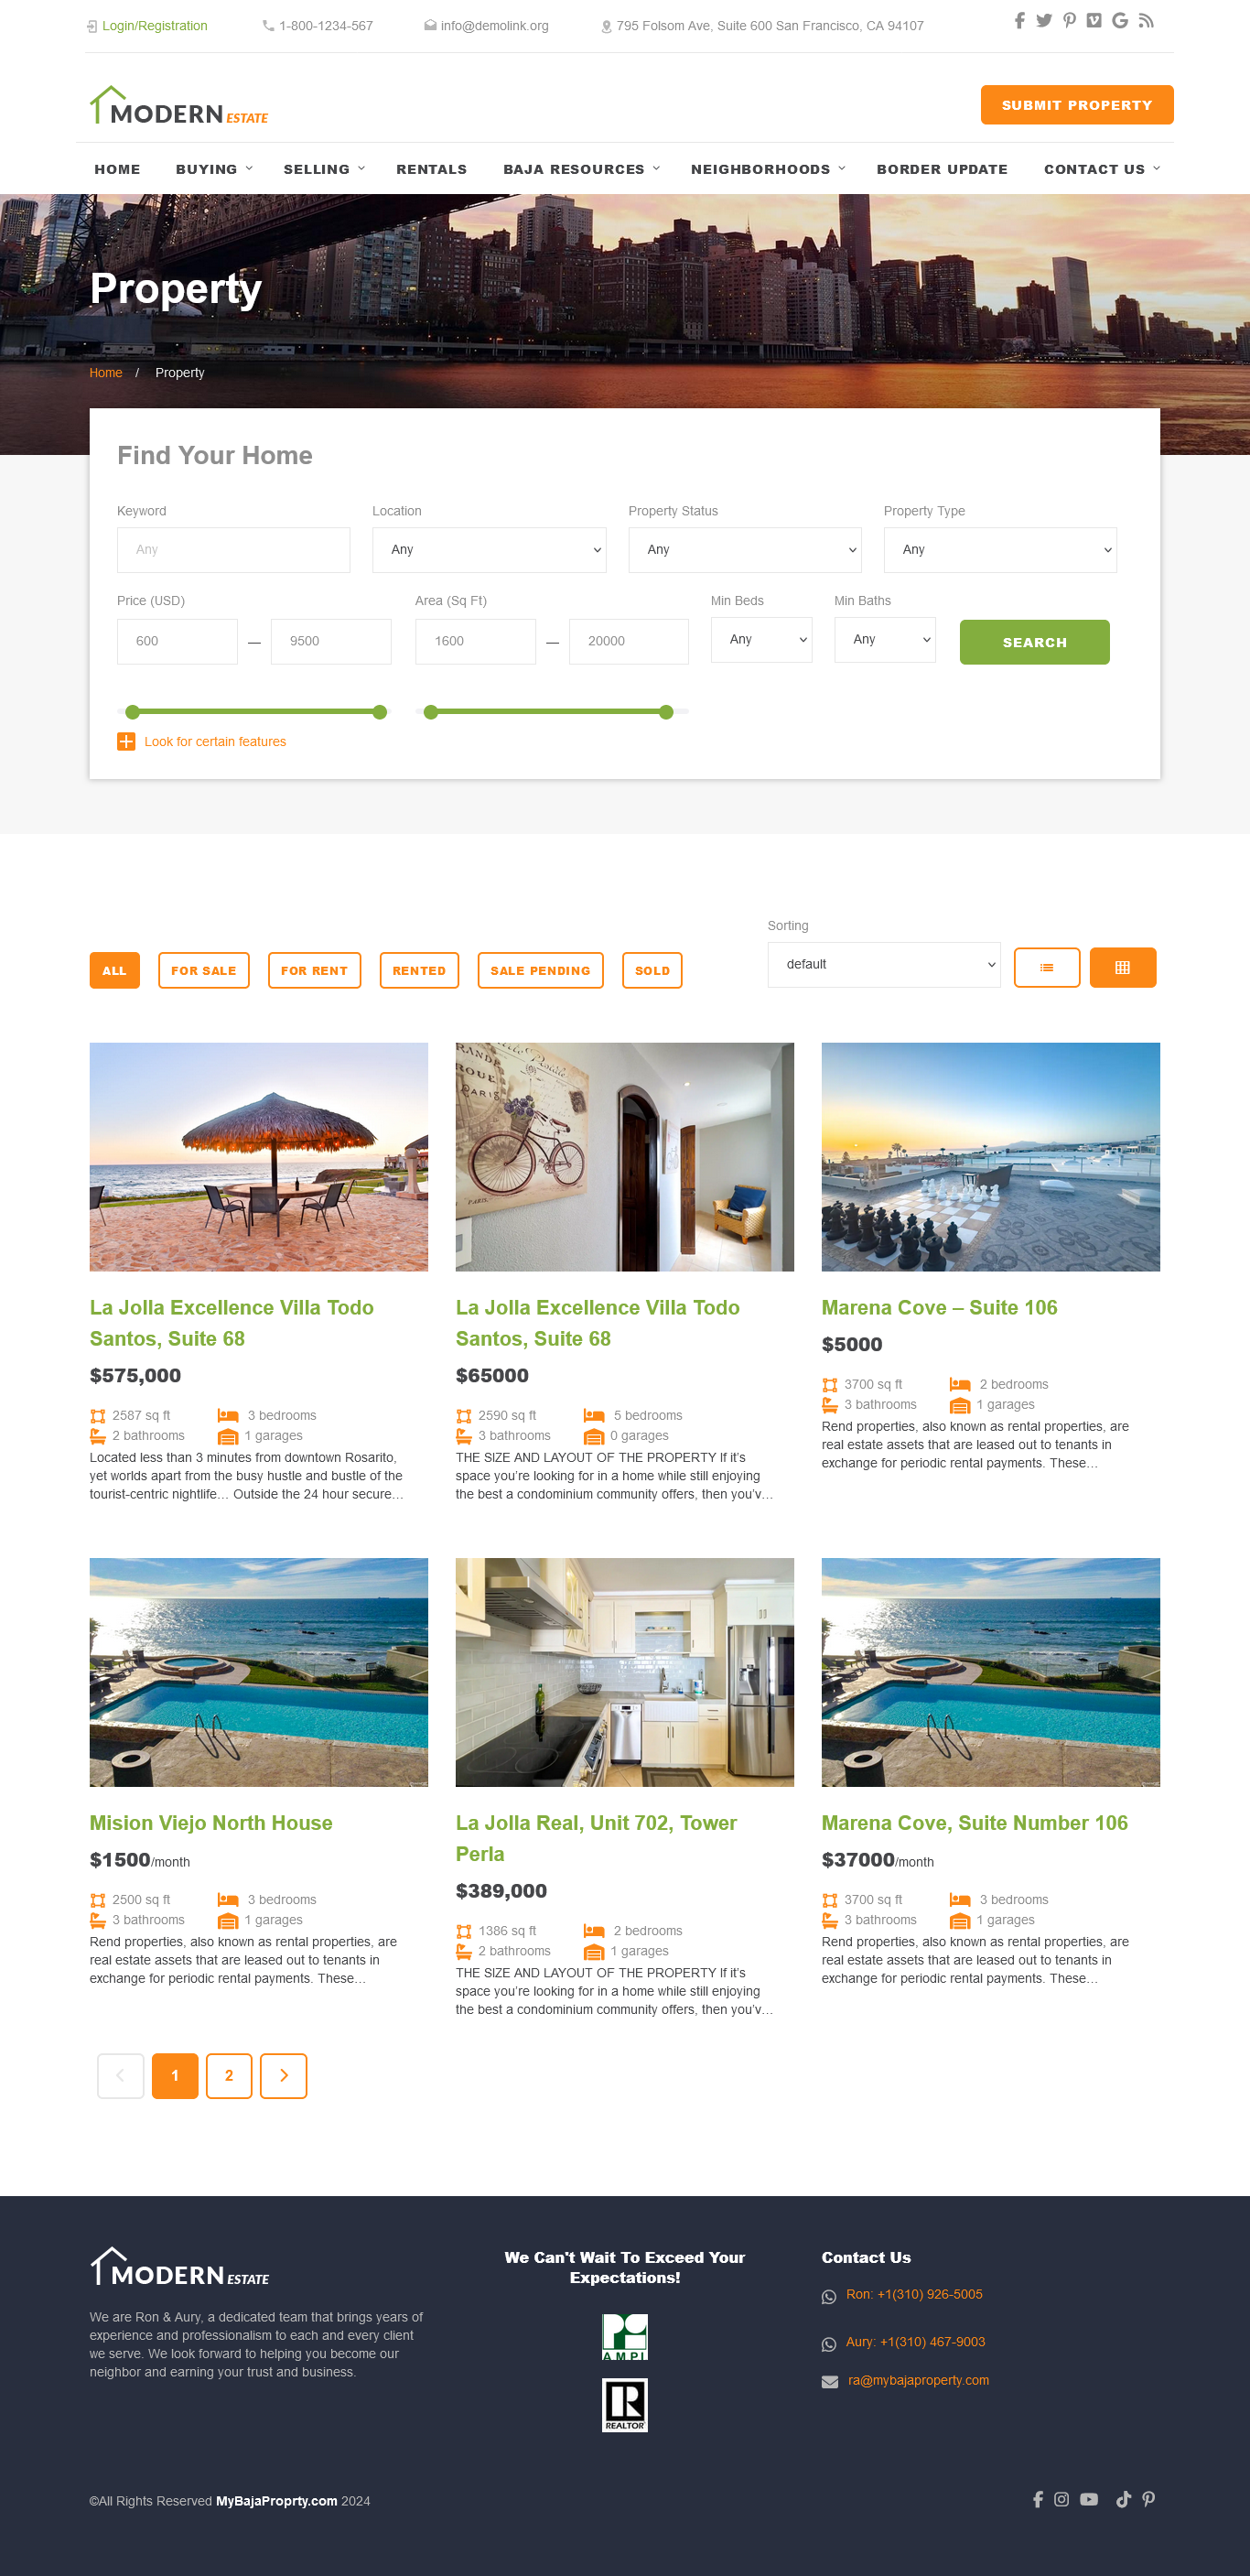 Login/Registration
1-800-1234-567
info@demolink.org
795 Folsom Ave, Suite 600 San Francisco, CA 94107
MODERN ESTATE
SUBMIT PROPERTY
HOME
BUYING
SELLING
RENTALS
BAJA RESOURCES
NEIGHBORHOODS
BORDER UPDATE
CONTACT US
Property
Home / Property
Find Your Home
Keyword
Location
Property Status
Property Type
Any
Any
Any
Any
Price (USD)
Area (Sq Ft)
Min Beds
Min Baths
600 — 9500
1600 — 20000
Any
Any
SEARCH
Look for certain features
Sorting
ALL
FOR SALE
FOR RENT
RENTED
SALE PENDING
SOLD
default
PARIS
La Jolla Excellence Villa Todo
Santos, Suite 68
$575,000
2587 sq ft
3 bedrooms
2 bathrooms
1 garages
Located less than 3 minutes from downtown Rosarito,
yet worlds apart from the busy hustle and bustle of the
tourist-centric nightlife… Outside the 24 hour secure…
La Jolla Excellence Villa Todo
Santos, Suite 68
$65000
2590 sq ft
5 bedrooms
3 bathrooms
0 garages
THE SIZE AND LAYOUT OF THE PROPERTY If it’s
space you’re looking for in a home while still enjoying
the best a condominium community offers, then you’v…
Marena Cove – Suite 106
$5000
3700 sq ft
2 bedrooms
3 bathrooms
1 garages
Rend properties, also known as rental properties, are
real estate assets that are leased out to tenants in
exchange for periodic rental payments. These…
Mision Viejo North House
$1500/month
2500 sq ft
3 bedrooms
3 bathrooms
1 garages
Rend properties, also known as rental properties, are
real estate assets that are leased out to tenants in
exchange for periodic rental payments. These…
La Jolla Real, Unit 702, Tower
Perla
$389,000
1386 sq ft
2 bedrooms
2 bathrooms
1 garages
THE SIZE AND LAYOUT OF THE PROPERTY If it’s
space you’re looking for in a home while still enjoying
the best a condominium community offers, then you’v…
Marena Cove, Suite Number 106
$37000/month
3700 sq ft
3 bedrooms
3 bathrooms
1 garages
Rend properties, also known as rental properties, are
real estate assets that are leased out to tenants in
exchange for periodic rental payments. These…
1
2
MODERN ESTATE
We are Ron & Aury, a dedicated team that brings years of
experience and professionalism to each and every client
we serve. We look forward to helping you become our
neighbor and earning your trust and business.
We Can't Wait To Exceed Your
Expectations!
AMPI
REALTOR
Contact Us
Ron: +1(310) 926-5005
Aury: +1(310) 467-9003
ra@mybajaproperty.com
©All Rights Reserved MyBajaProprty.com 2024